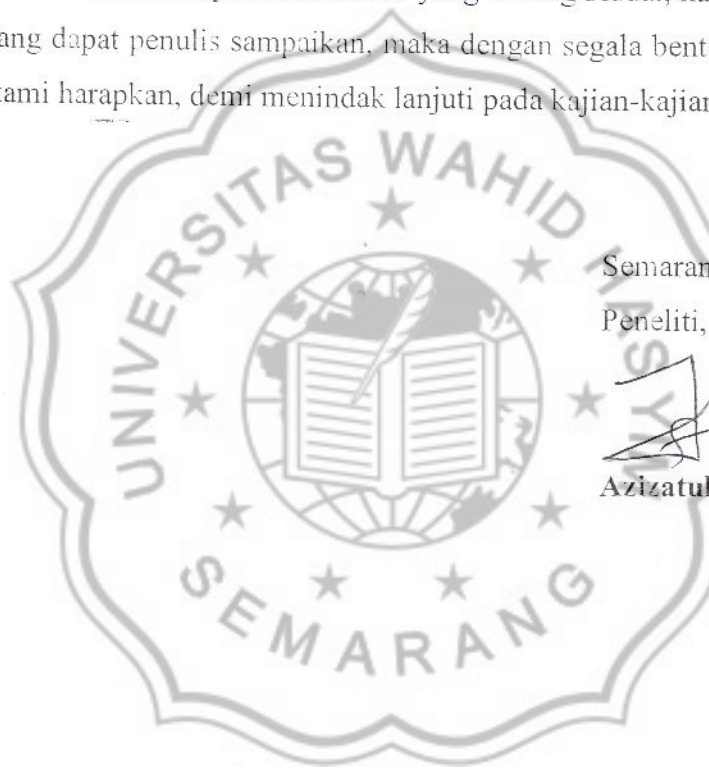 ang dapat penulis sampaikan, maka dengan segala bent
ami harapkan, demi menindak lanjuti pada kajian-kajian
UNIVERSITAS WAHID HASYIM
SEMARANG
Semaran
Peneliti,
Azizatul